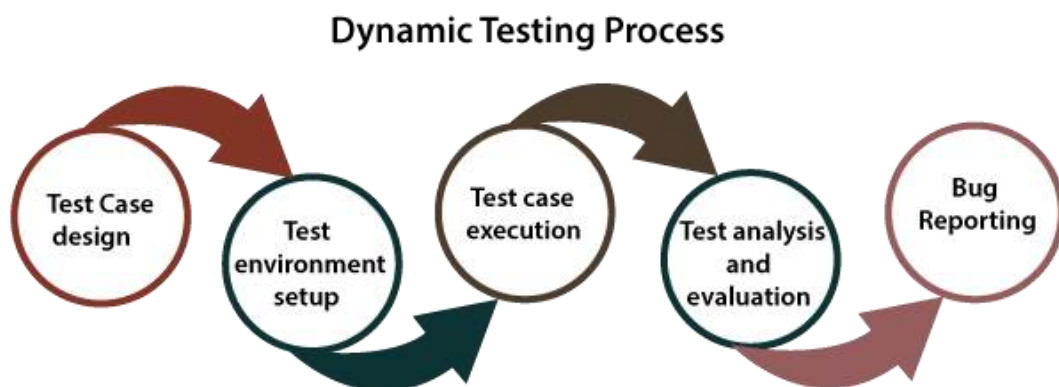 Dynamic Testing Process
Test Case
design
Test
environment
setup
Test case
execution
Test analysis
and
evaluation
Bug
Reporting